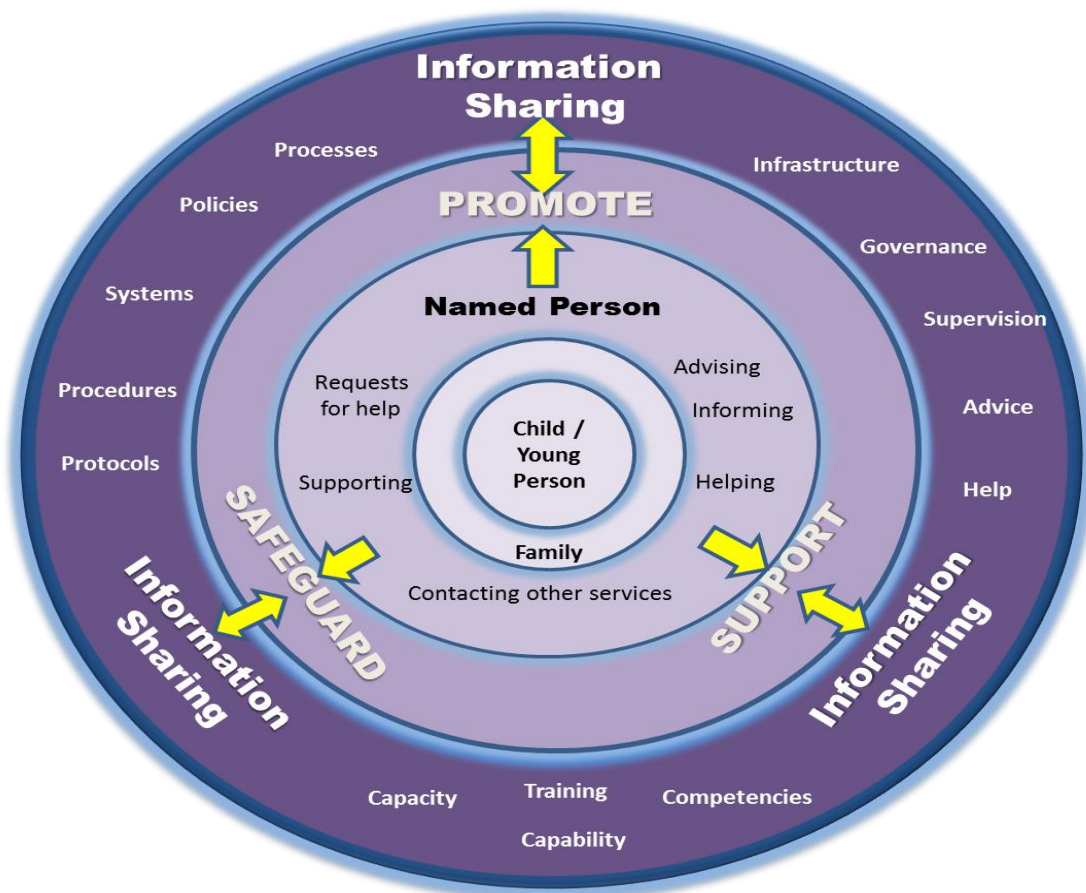 Information
Sharing
Processes
Infrastructure
Policies
PROMOTE
Governance
Systems
Named Person
Supervision
Requests
for help
Advising
Procedures
Informing
Advice
Child /
Young
Person
Protocols
Supporting
Helping
Help
SAFEGUARD
SUPPORT
Family
Contacting other services
Information
Sharing
Information
Sharing
Capacity
Training
Competencies
Capability